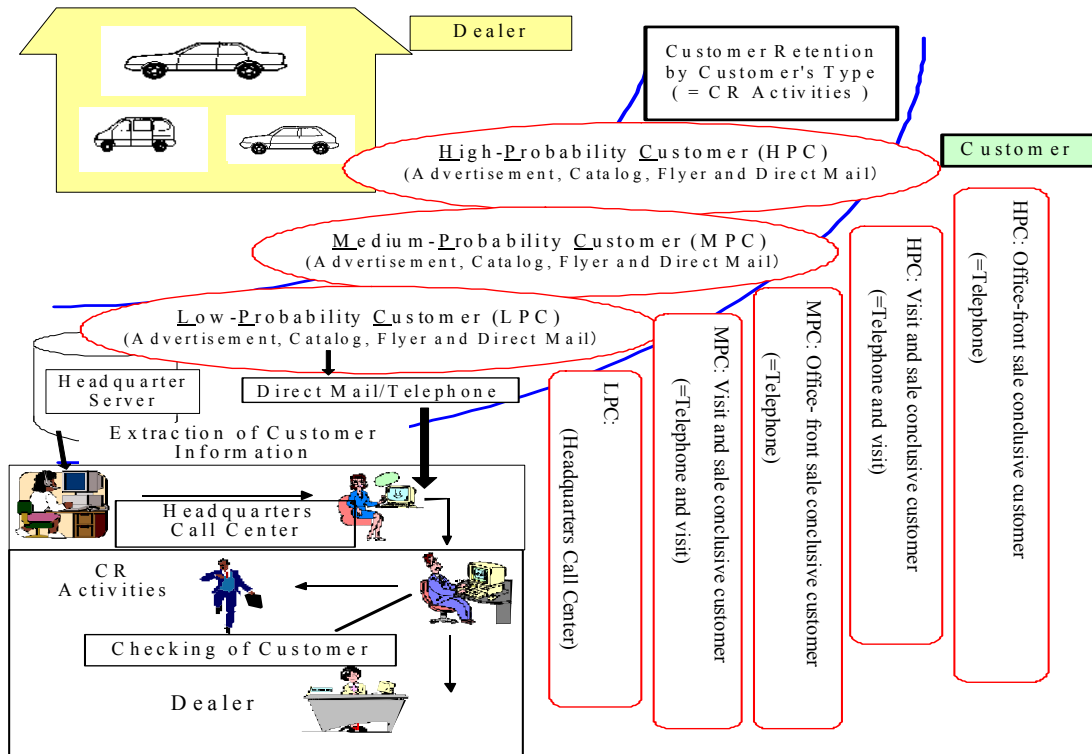 Dealer
Customer Retention
by Customer's Type
( = CR Activities )
High-Probability Customer (HPC)
(Advertisement, Catalog, Flyer and Direct Mail)
Customer
Medium-Probability Customer (MPC)
(Advertisement, Catalog, Flyer and Direct Mail)
Low-Probability Customer (LPC)
(Advertisement, Catalog, Flyer and Direct Mail)
Headquarter
Server
Direct Mail/Telephone
Extraction of Customer
Information
Headquarters
Call Center
CR
Activities
Checking of Customer
Dealer
LPC:
(Headquarters Call Center)
MPC: Visit and sale conclusive customer
(=Telephone and visit)
MPC: Office- front sale conclusive customer
(=Telephone)
HPC: Visit and sale conclusive customer
(=Telephone and visit)
HPC: Office-front sale conclusive customer
(=Telephone)